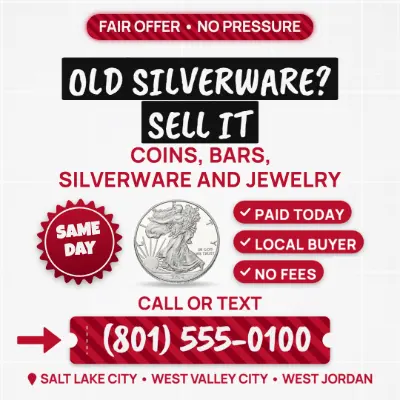 FAIR OFFER • NO PRESSURE
OLD SILVERWARE?
SELL IT
COINS, BARS,
SILVERWARE AND JEWELRY
SAME
DAY
PAID TODAY
LOCAL BUYER
NO FEES
CALL OR TEXT
(801) 555-0100
SALT LAKE CITY • WEST VALLEY CITY • WEST JORDAN